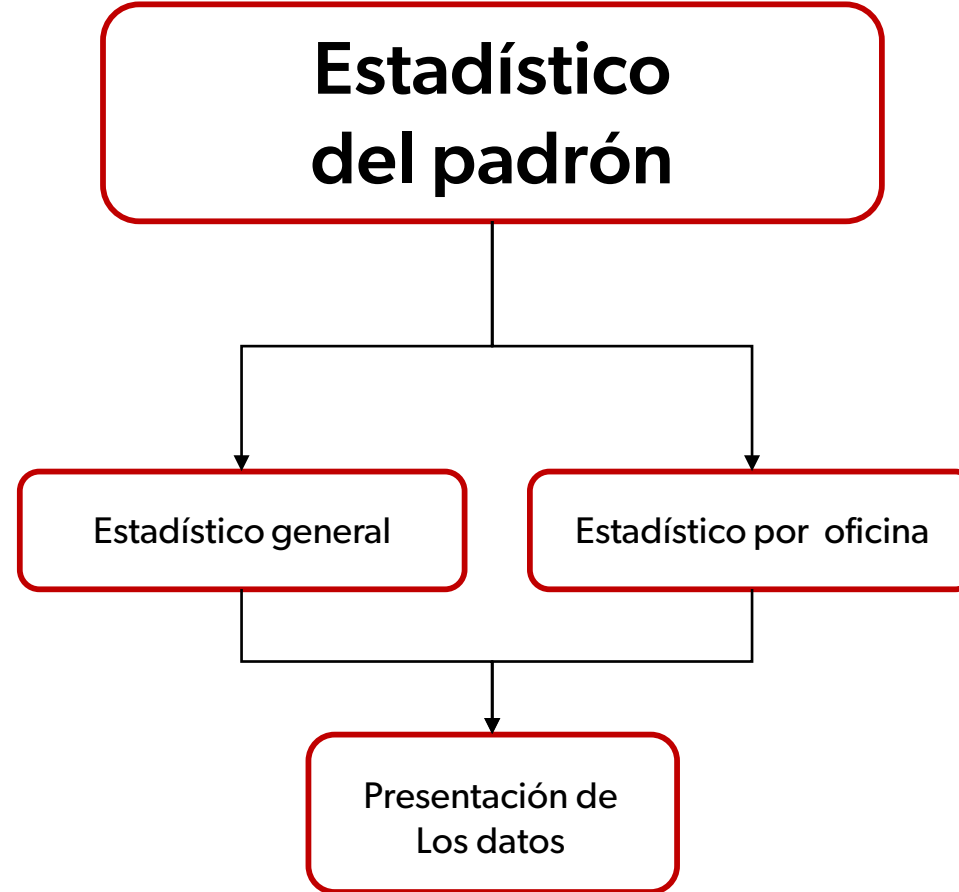 Estadístico
del padrón
Estadístico general
Estadístico por oficina
Presentación de
Los datos